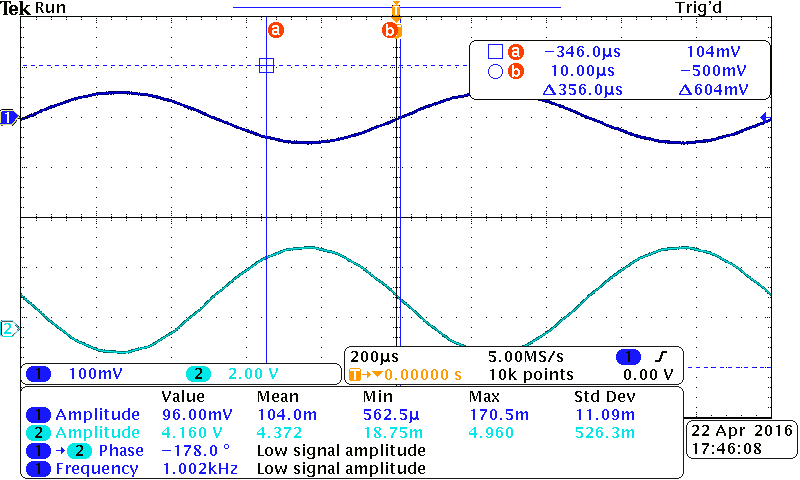 Tek Run Trig'd
T
a b
a −346.0µs 104mV
b 10.00µs −500mV
Δ356.0µs Δ604mV
1
2
1 100mV 2 2.00 V
200µs 5.00MS/s 1
T→▼0.00000 s 10k points 0.00 V
Value Mean Min Max Std Dev
1 Amplitude 96.00mV 104.0m 562.5µ 170.5m 11.09m
2 Amplitude 4.160 V 4.372 18.75m 4.960 526.3m
1 → 2 Phase −178.0 ° Low signal amplitude
1 Frequency 1.002kHz Low signal amplitude
22 Apr 2016
17:46:08